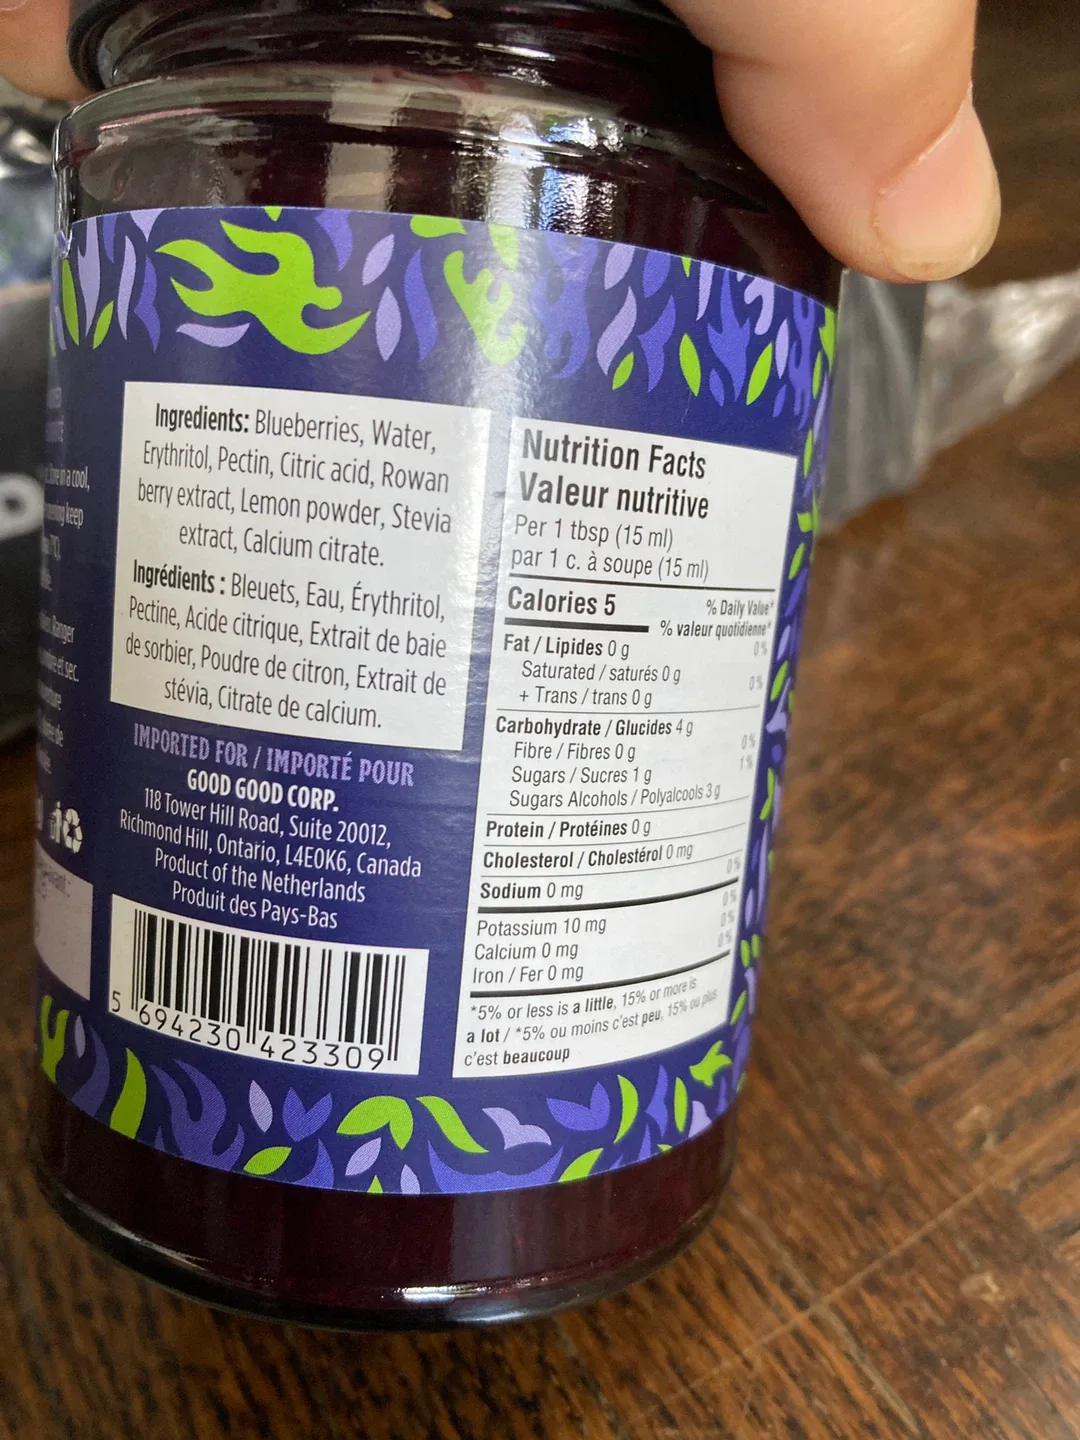 in a cool,
keep
Ranger
et sec.
de
Ingredients: Blueberries, Water,
Erythritol, Pectin, Citric acid, Rowan
berry extract, Lemon powder, Stevia
extract, Calcium citrate.
Ingrédients : Bleuets, Eau, Érythritol,
Pectine, Acide citrique, Extrait de baie
de sorbier, Poudre de citron, Extrait de
stévia, Citrate de calcium.
IMPORTED FOR / IMPORTÉ POUR
GOOD GOOD CORP.
118 Tower Hill Road, Suite 20012,
Richmond Hill, Ontario, L4E0K6, Canada
Product of the Netherlands
Produit des Pays-Bas
5 694230 423309
Nutrition Facts
Valeur nutritive
Per 1 tbsp (15 ml)
par 1 c. à soupe (15 ml)
Calories 5 % Daily Value*
% valeur quotidienne*
Fat / Lipides 0 g 0%
Saturated / saturés 0 g 0%
+ Trans / trans 0 g
Carbohydrate / Glucides 4 g
Fibre / Fibres 0 g 0%
Sugars / Sucres 1 g 1%
Sugars Alcohols / Polyalcools 3 g
Protein / Protéines 0 g
Cholesterol / Cholestérol 0 mg
Sodium 0 mg 0%
Potassium 10 mg 0%
Calcium 0 mg 0%
Iron / Fer 0 mg 0%
*5% or less is a little, 15% or more is
a lot / *5% ou moins c'est peu, 15% ou plus
c'est beaucoup